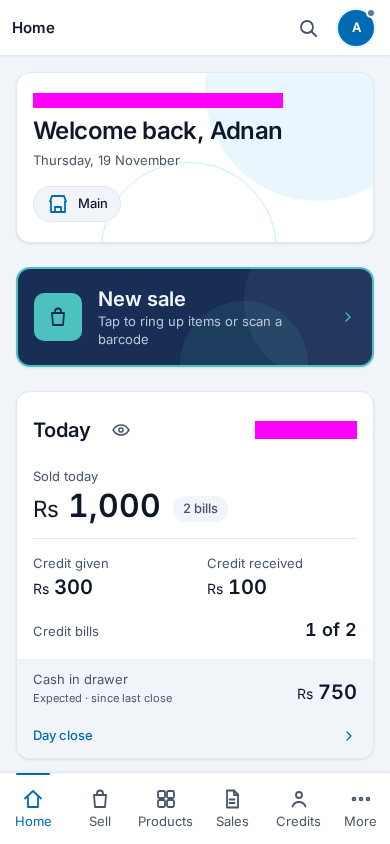 Home
A
Welcome back, Adnan
Thursday, 19 November
Main
New sale
Tap to ring up items or scan a
barcode
Today
Sold today
Rs 1,000 2 bills
Credit given Credit received
Rs 300 Rs 100
Credit bills 1 of 2
Cash in drawer
Expected · since last close
Rs 750
Day close
Home Sell Products Sales Credits More